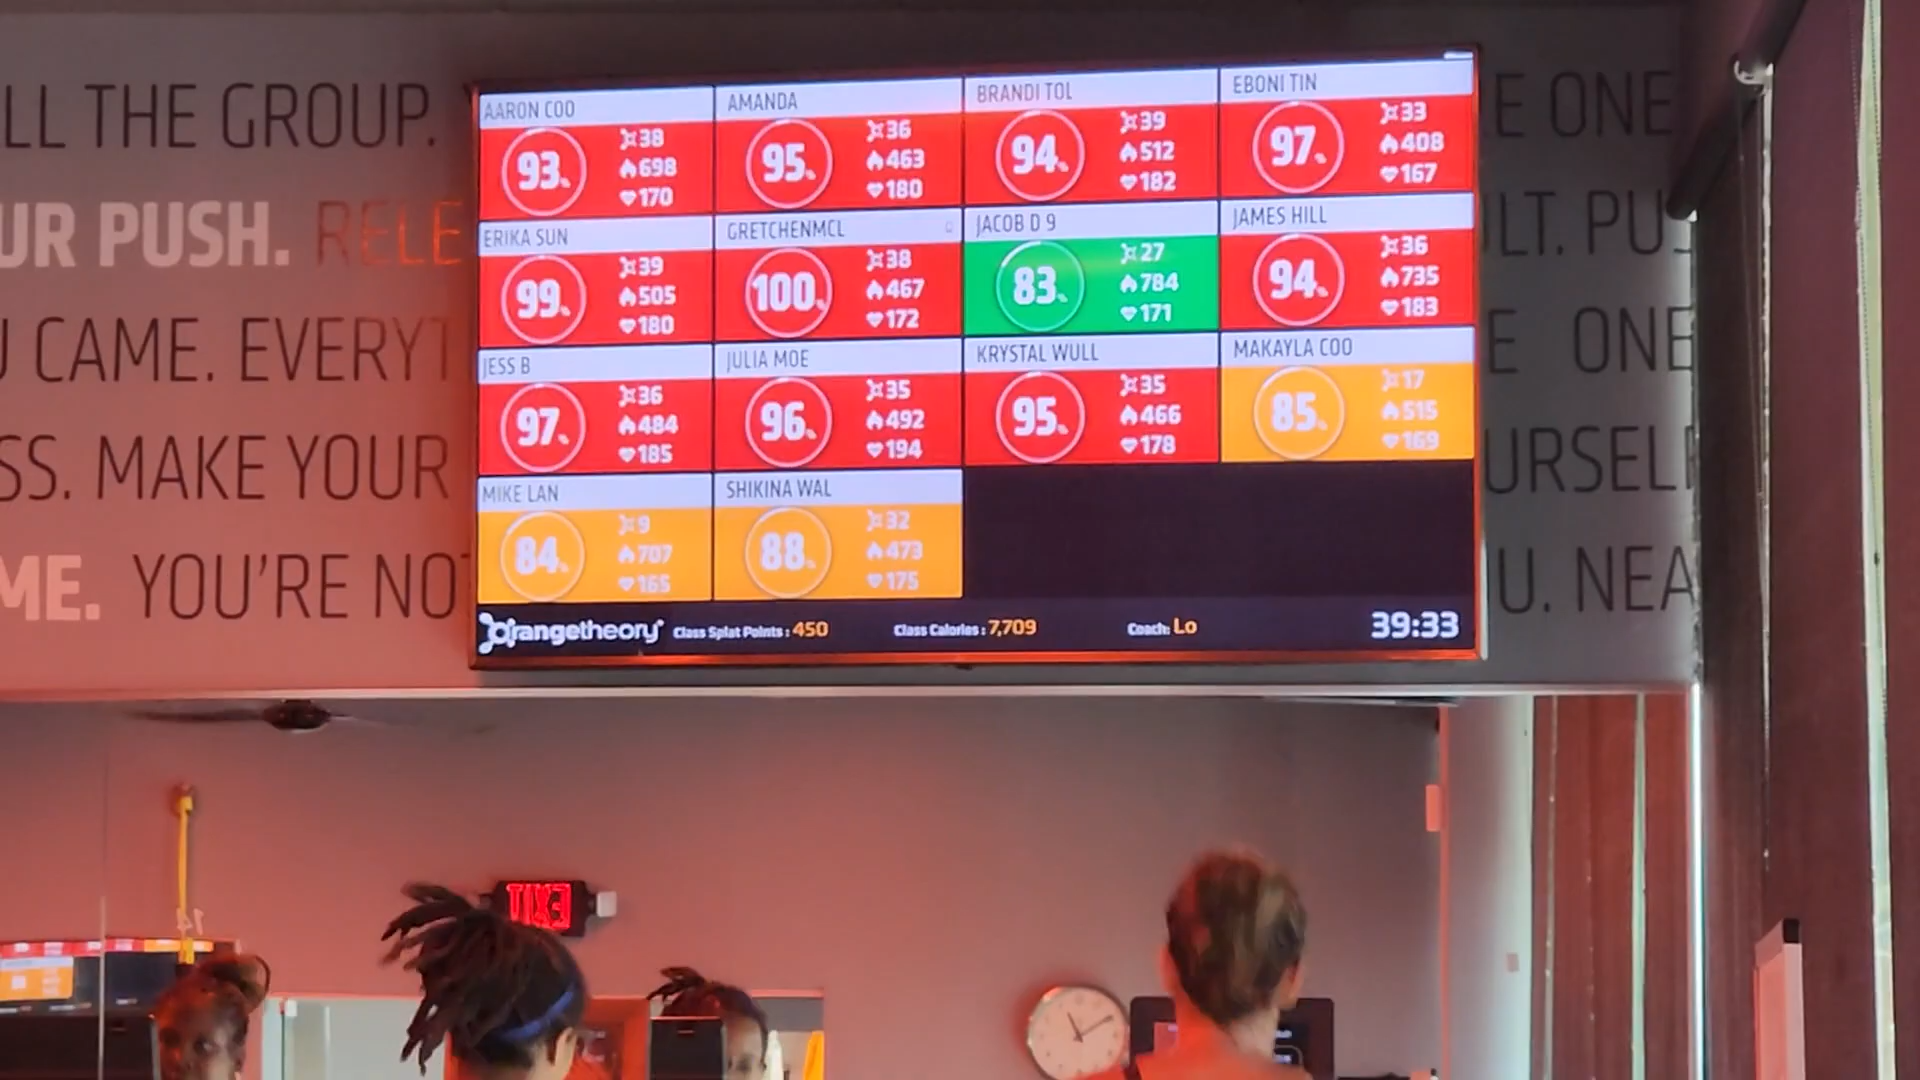 LL THE GROUP.
UR PUSH. RELE
CAME. EVERYT
SS. MAKE YOUR
ME. YOU'RE NO
AARON COO
93%
38
698
170
AMANDA
95%
36
463
180
BRANDI TOL
94%
39
512
182
EBONI TIN
97%
33
408
167
ERIKA SUN
99%
39
505
180
GRETCHENMCL
100%
38
467
172
JACOB D 9
83%
27
784
171
JAMES HILL
94%
36
735
183
JESS B
97%
36
484
185
JULIA MOE
96%
35
492
194
KRYSTAL WULL
95%
35
466
178
MAKAYLA COO
85%
17
515
169
MIKE LAN
84%
9
707
165
SHIKINA WAL
88%
32
473
175
orangetheory Class Splat Points : 450 Class Calories : 7,709 Coach: Lo 39:33
E ONE
LT. PUS
E ONE
URSELF
U. NEA
EXIT
14